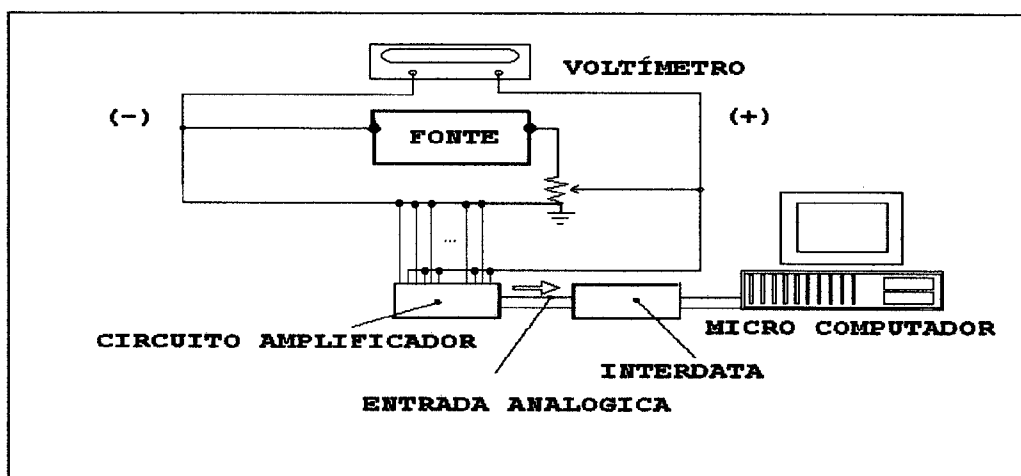 VOLTÍMETRO
(-)
(+)
FONTE
...
CIRCUITO AMPLIFICADOR
MICRO COMPUTADOR
INTERDATA
ENTRADA ANALOGICA